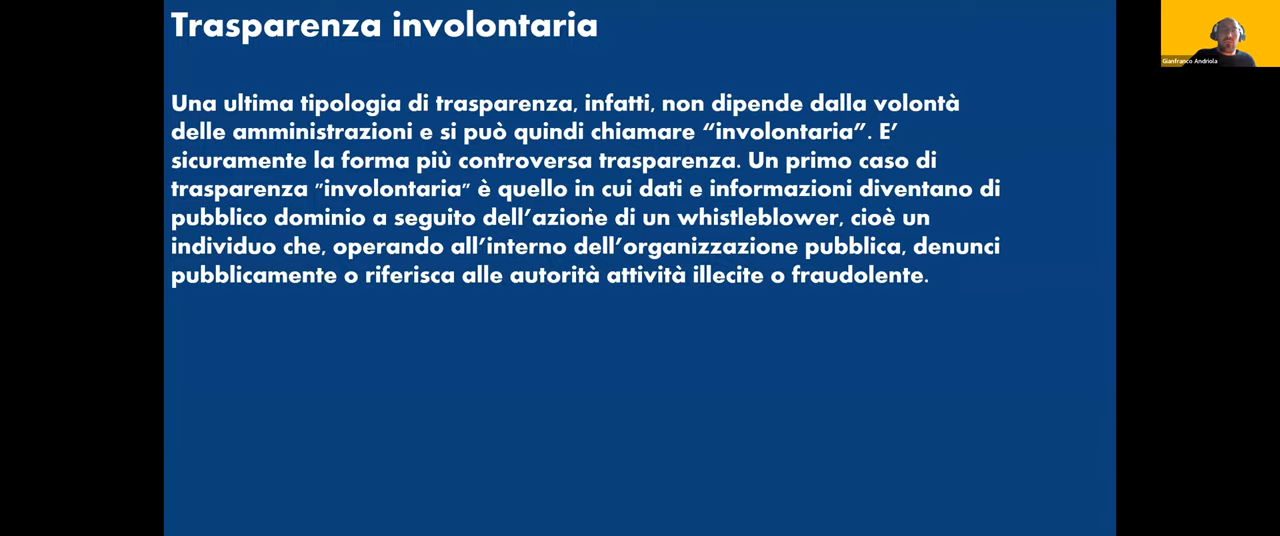 Trasparenza involontaria
Gianfranco Andriola
Una ultima tipologia di trasparenza, infatti, non dipende dalla volontà
delle amministrazioni e si può quindi chiamare “involontaria”. E’
sicuramente la forma più controversa trasparenza. Un primo caso di
trasparenza "involontaria" è quello in cui dati e informazioni diventano di
pubblico dominio a seguito dell’azione di un whistleblower, cioè un
individuo che, operando all’interno dell’organizzazione pubblica, denunci
pubblicamente o riferisca alle autorità attività illecite o fraudolente.